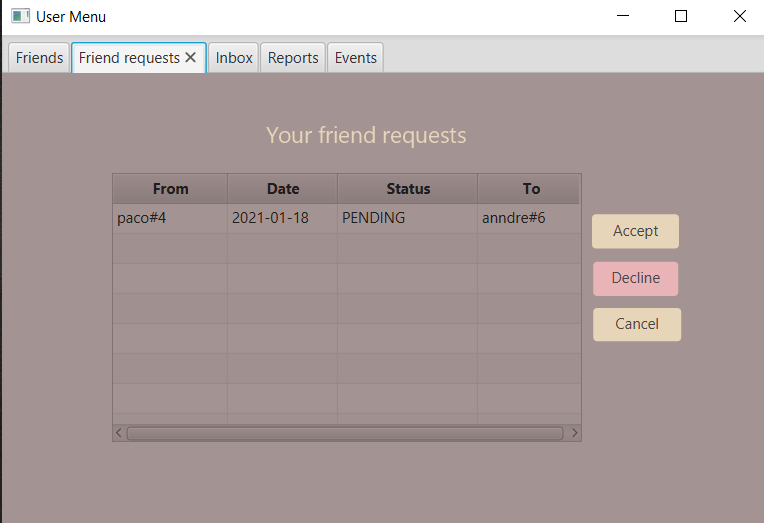 User Menu
Friends Friend requests Inbox Reports Events
Your friend requests
From Date Status To
paco#4 2021-01-18 PENDING anndre#6
Accept
Decline
Cancel